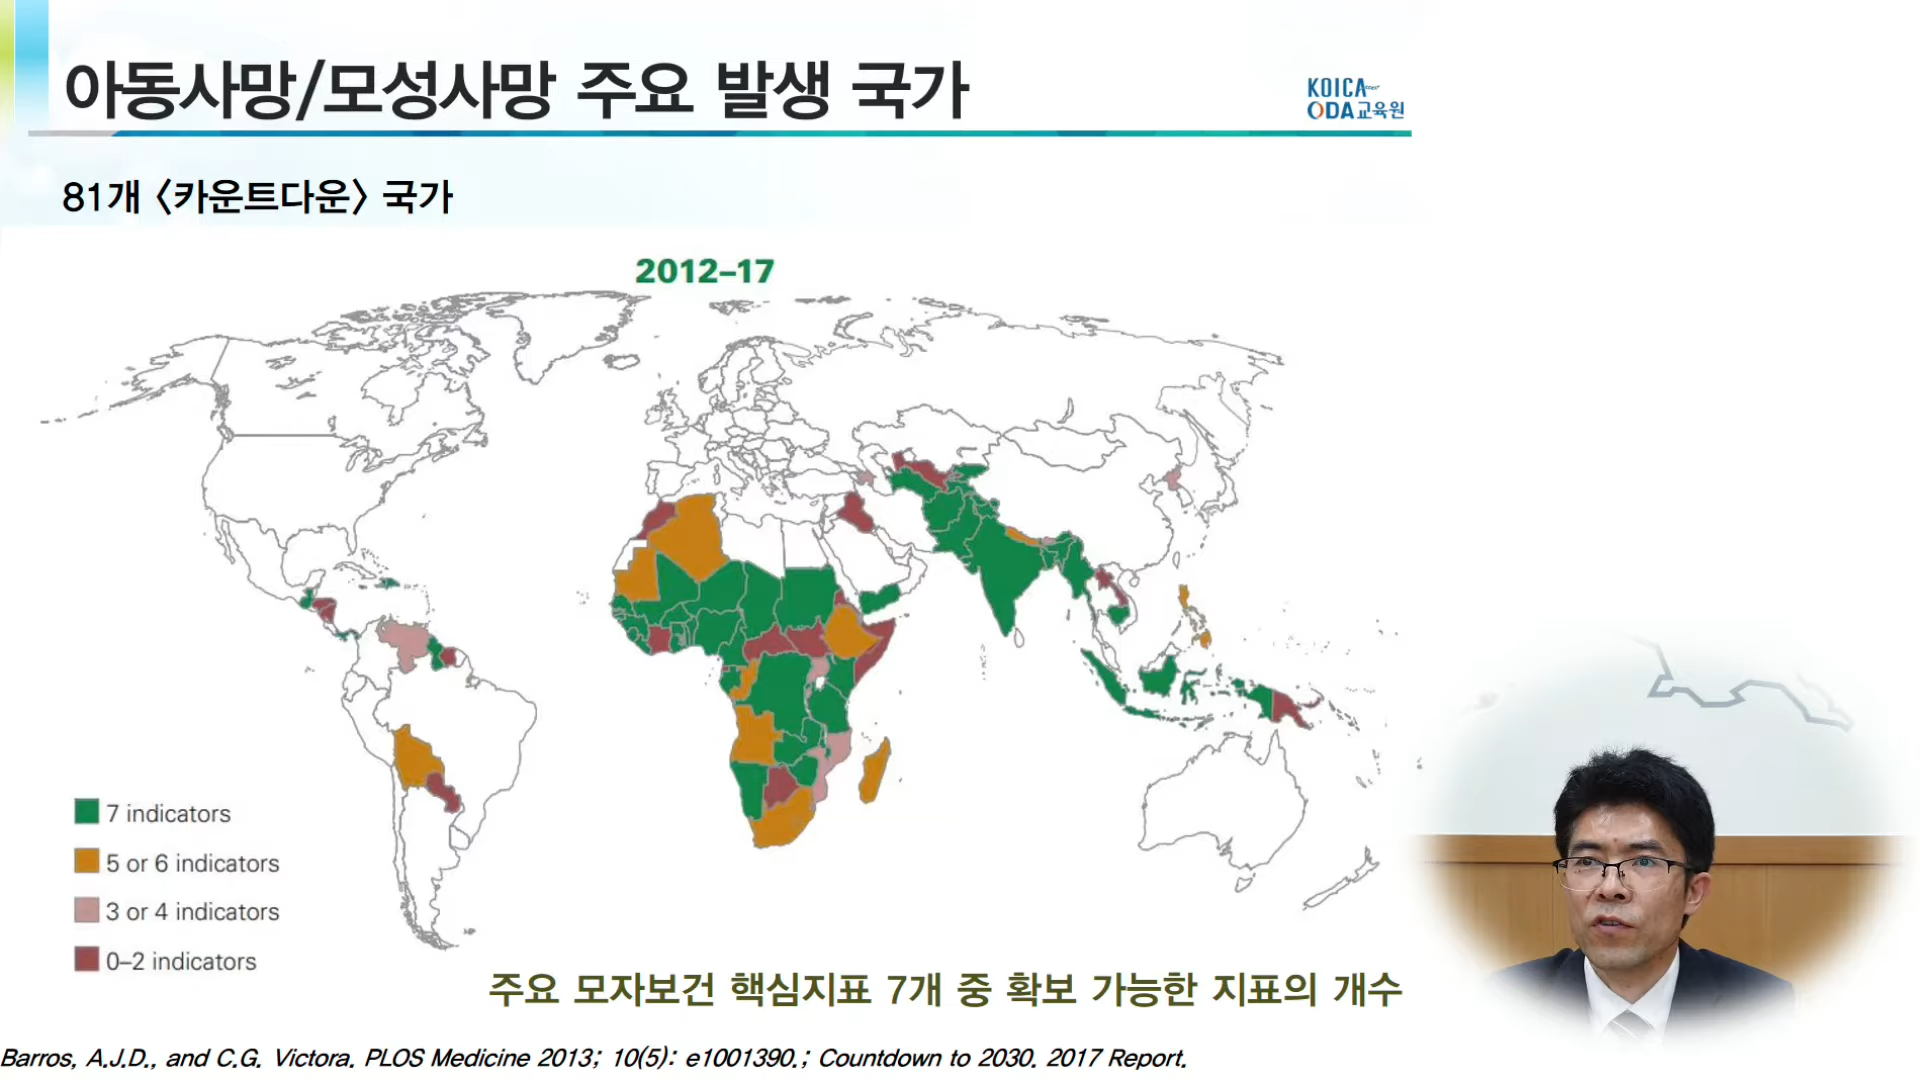 아동사망/모성사망 주요 발생 국가
KOICA
ODA교육원
81개 <카운트다운> 국가
2012–17
7 indicators
5 or 6 indicators
3 or 4 indicators
0–2 indicators
주요 모자보건 핵심지표 7개 중 확보 가능한 지표의 개수
Barros, A.J.D., and C.G. Victora. PLOS Medicine 2013; 10(5): e1001390.; Countdown to 2030. 2017 Report.